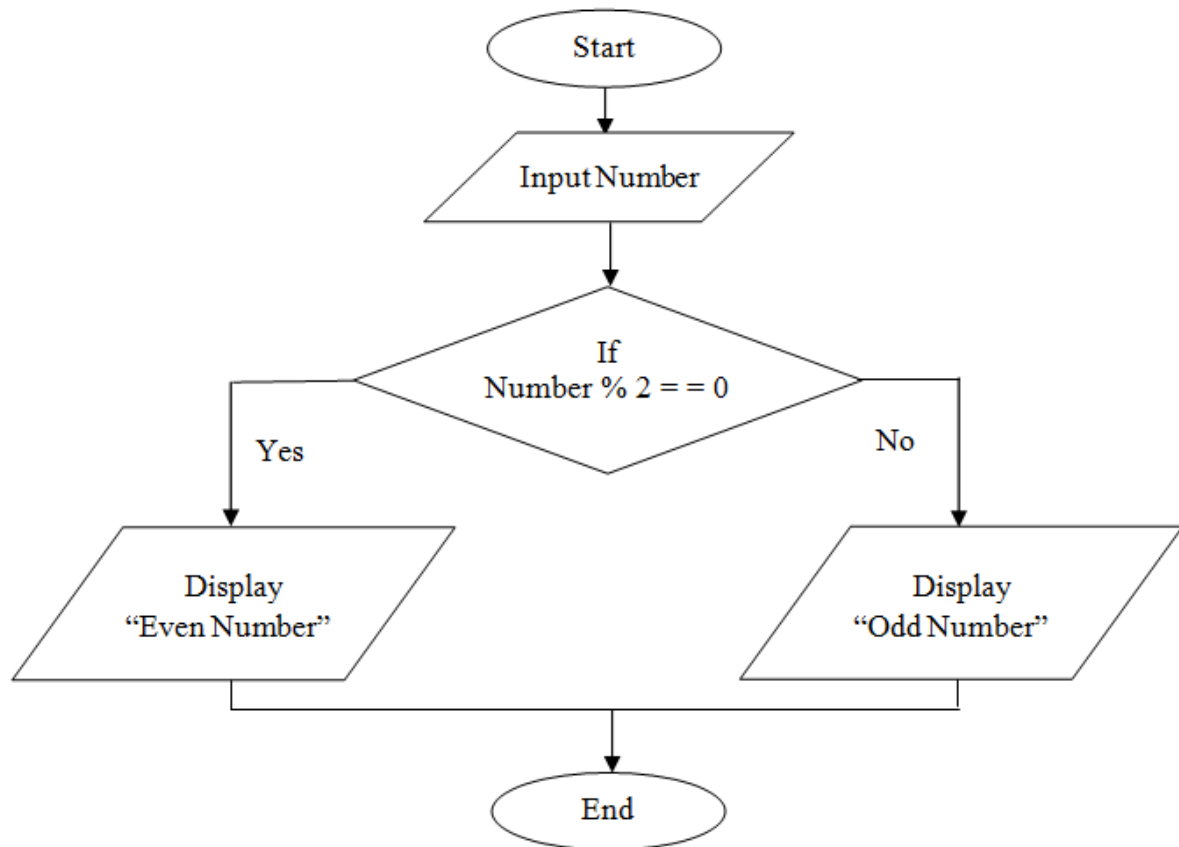 Start
Input Number
If
Number % 2 = = 0
Yes
No
Display
“Even Number”
Display
“Odd Number”
End